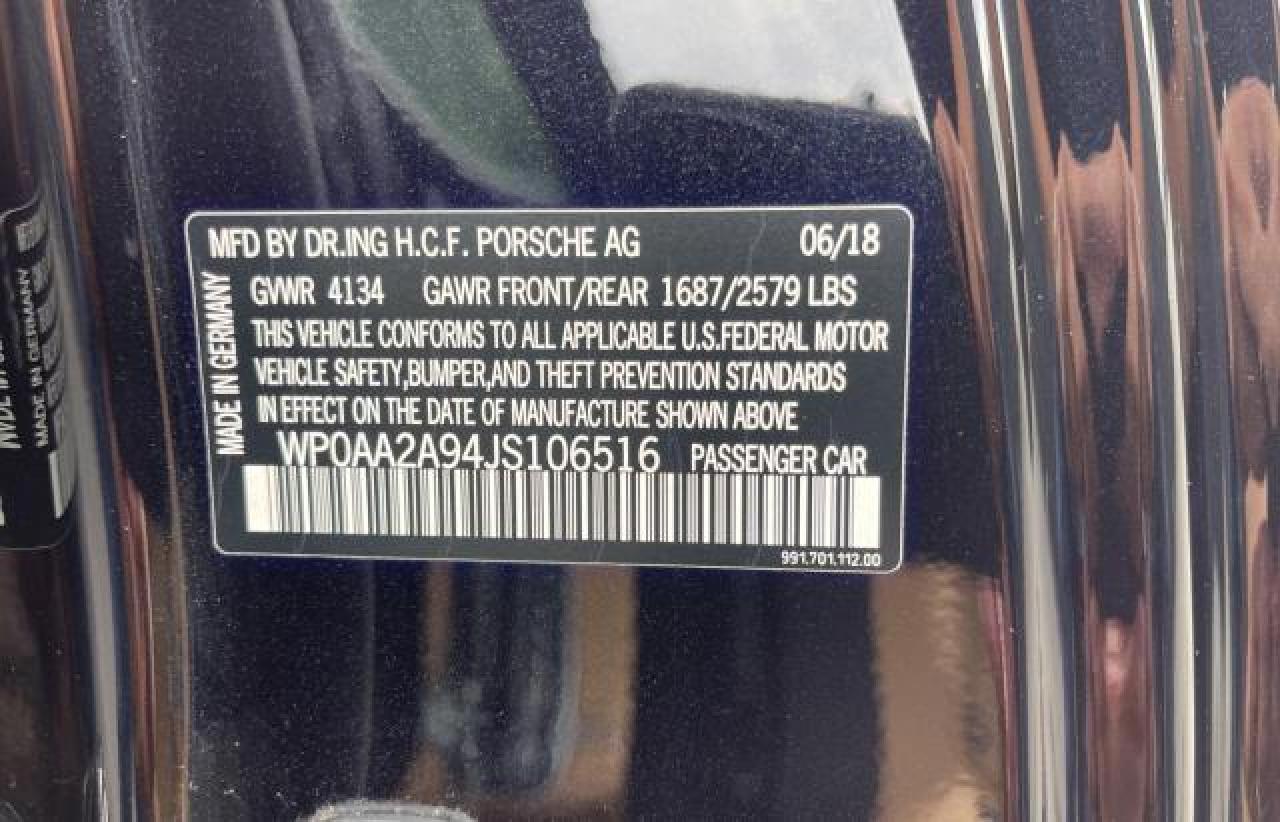 MFD BY DR.ING H.C.F. PORSCHE AG 06/18
GVWR 4134 GAWR FRONT/REAR 1687/2579 LBS
THIS VEHICLE CONFORMS TO ALL APPLICABLE U.S.FEDERAL MOTOR
VEHICLE SAFETY,BUMPER,AND THEFT PREVENTION STANDARDS
IN EFFECT ON THE DATE OF MANUFACTURE SHOWN ABOVE
WP0AA2A94JS106516 PASSENGER CAR
991.701.112.00
MADE IN GERMANY
MADE IN GERMANY